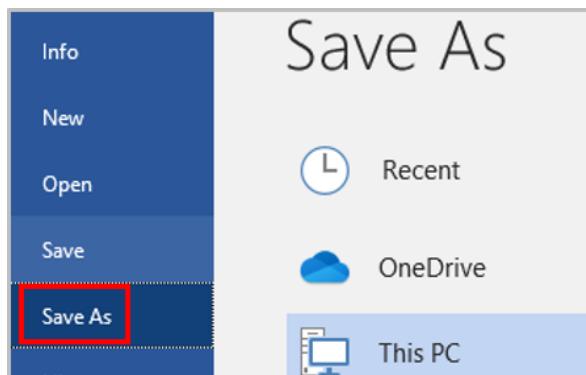 Info
New
Open
Save
Save As
Save As
Recent
OneDrive
This PC